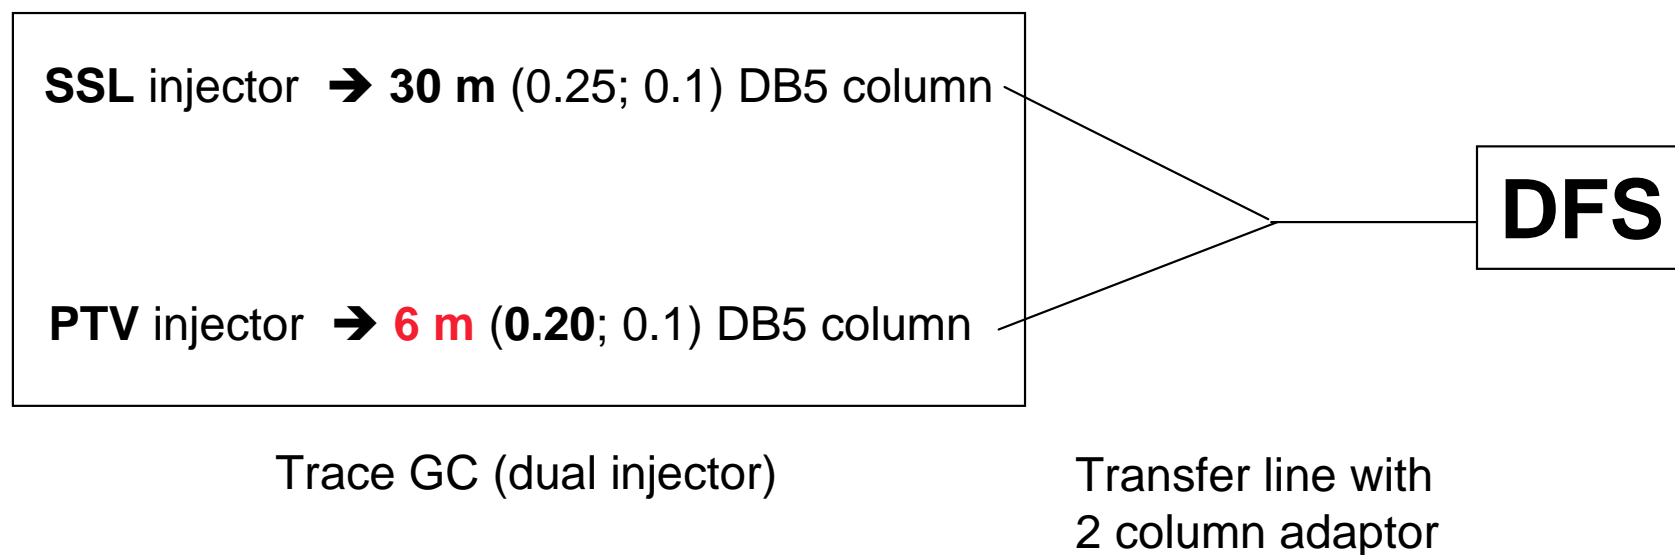 SSL injector ➔ 30 m (0.25; 0.1) DB5 column
DFS
PTV injector ➔ 6 m (0.20; 0.1) DB5 column
Trace GC (dual injector)
Transfer line with
2 column adaptor